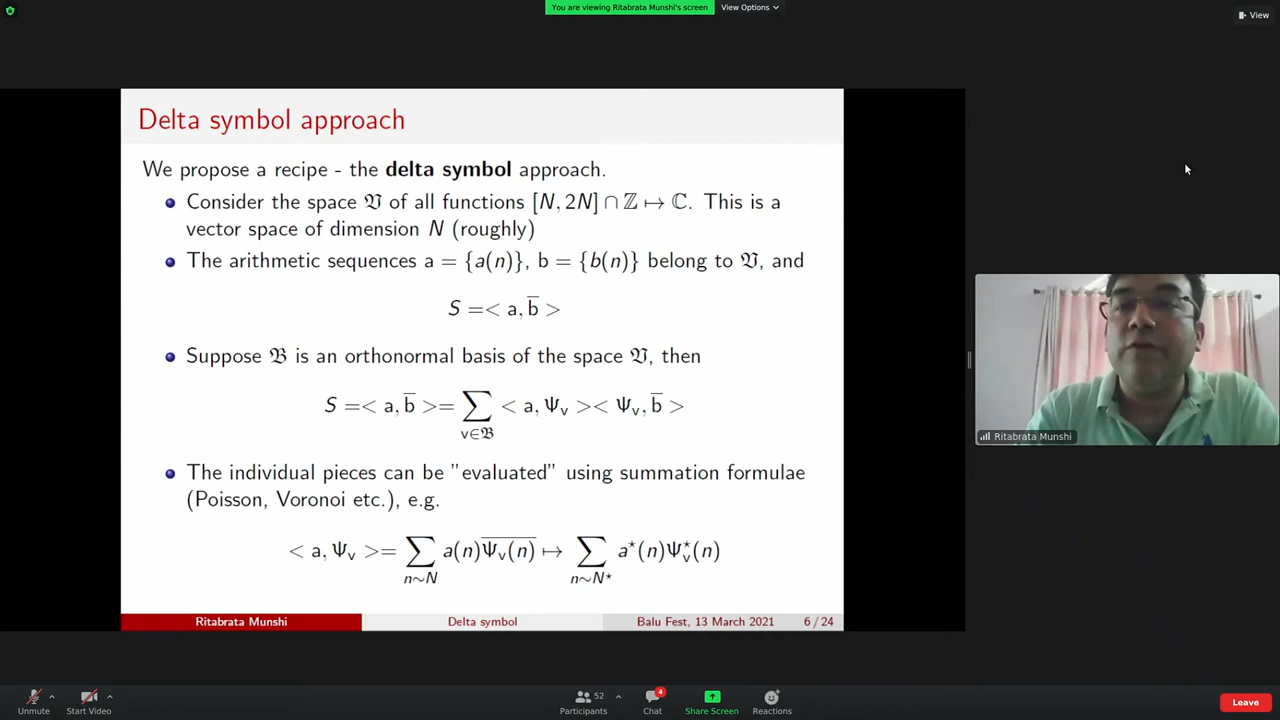 You are viewing Ritabrata Munshi's screen View Options
View
Delta symbol approach
We propose a recipe - the delta symbol approach.
Consider the space 𝔙 of all functions [N, 2N] ∩ ℤ ↦ ℂ. This is a
vector space of dimension N (roughly)
The arithmetic sequences a = {a(n)}, b = {b(n)} belong to 𝔙, and
S =< a, b̅ >
Suppose 𝔅 is an orthonormal basis of the space 𝔙, then
S =< a, b̅ >= ∑_{v∈𝔅} < a, Ψ_v >< Ψ_v, b̅ >
The individual pieces can be "evaluated" using summation formulae
(Poisson, Voronoi etc.), e.g.
< a, Ψ_v >= ∑_{n∼N} a(n)\overline{Ψ_v(n)} ↦ ∑_{n∼N⋆} a⋆(n)Ψ_v⋆(n)
Ritabrata Munshi Delta symbol Balu Fest, 13 March 2021 6 / 24
Ritabrata Munshi
Unmute
Start Video
52
Participants
4
Chat
Share Screen
Reactions
Leave